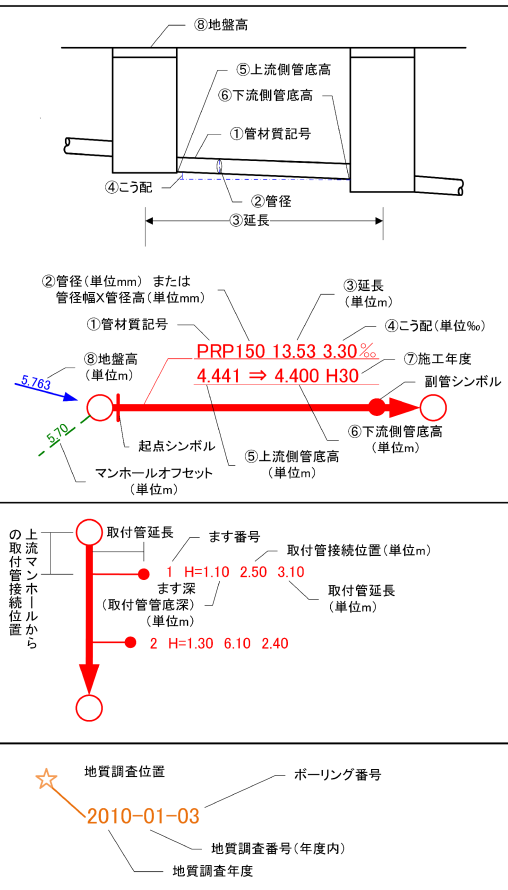 ⑧地盤高
⑤上流側管底高
⑥下流側管底高
①管材質記号
④こう配
②管径
③延長
②管径(単位mm) または
管径幅X管径高(単位mm)
③延長
(単位m)
①管材質記号
④こう配(単位‰)
PRP150 13.53 3.30‰
⑧地盤高
(単位m)
⑦施工年度
4.441 ⇒ 4.400 H30
5.763
副管シンボル
5.70
起点シンボル
⑥下流側管底高
(単位m)
⑤上流側管底高
(単位m)
マンホールオフセット
(単位m)
上流マンホールから
の取付管接続位置
取付管延長
ます番号
取付管接続位置(単位m)
1 H=1.10 2.50 3.10
ます深
(取付管管底深)
(単位m)
取付管延長
(単位m)
2 H=1.30 6.10 2.40
地質調査位置
ボーリング番号
2010-01-03
地質調査番号(年度内)
地質調査年度